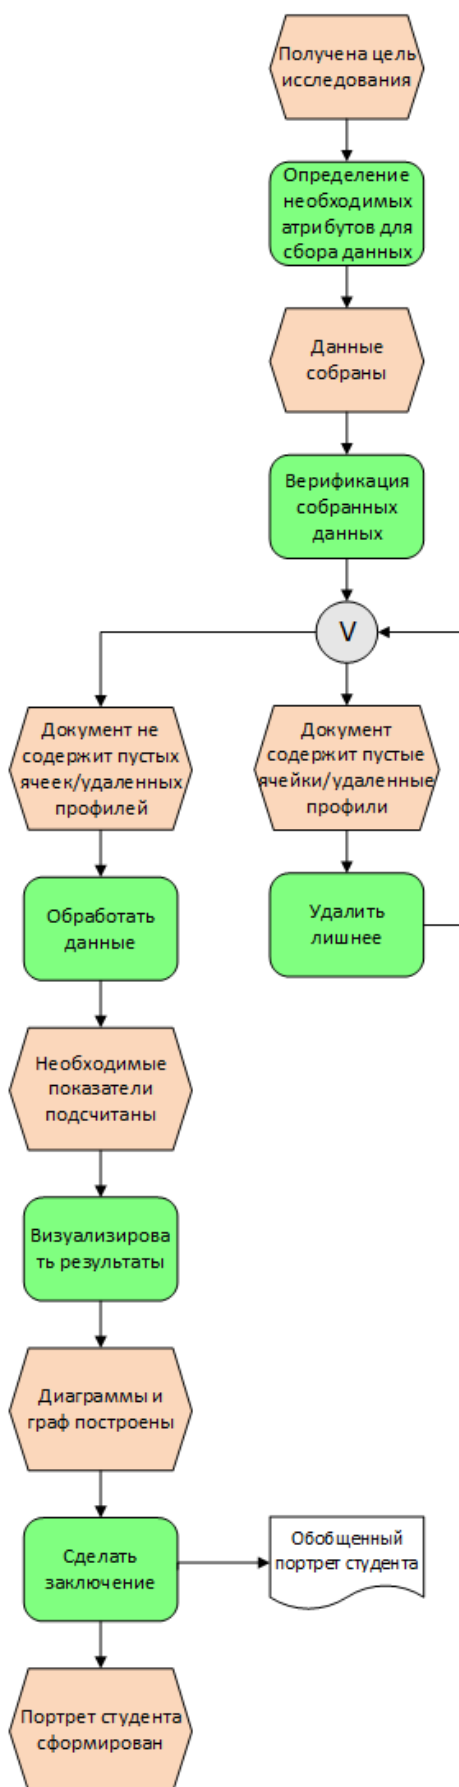 Получена цель
исследования
Определение
необходимых
атрибутов для
сбора данных
Данные
собраны
Верификация
собранных
данных
V
Документ не
содержит пустых
ячеек/удаленных
профилей
Документ
содержит пустые
ячейки/удаленные
профили
Обработать
данные
Удалить
лишнее
Необходимые
показатели
подсчитаны
Визуализирова
ть результаты
Диаграммы и
граф построены
Сделать
заключение
Обобщенный
портрет студента
Портрет студента
сформирован